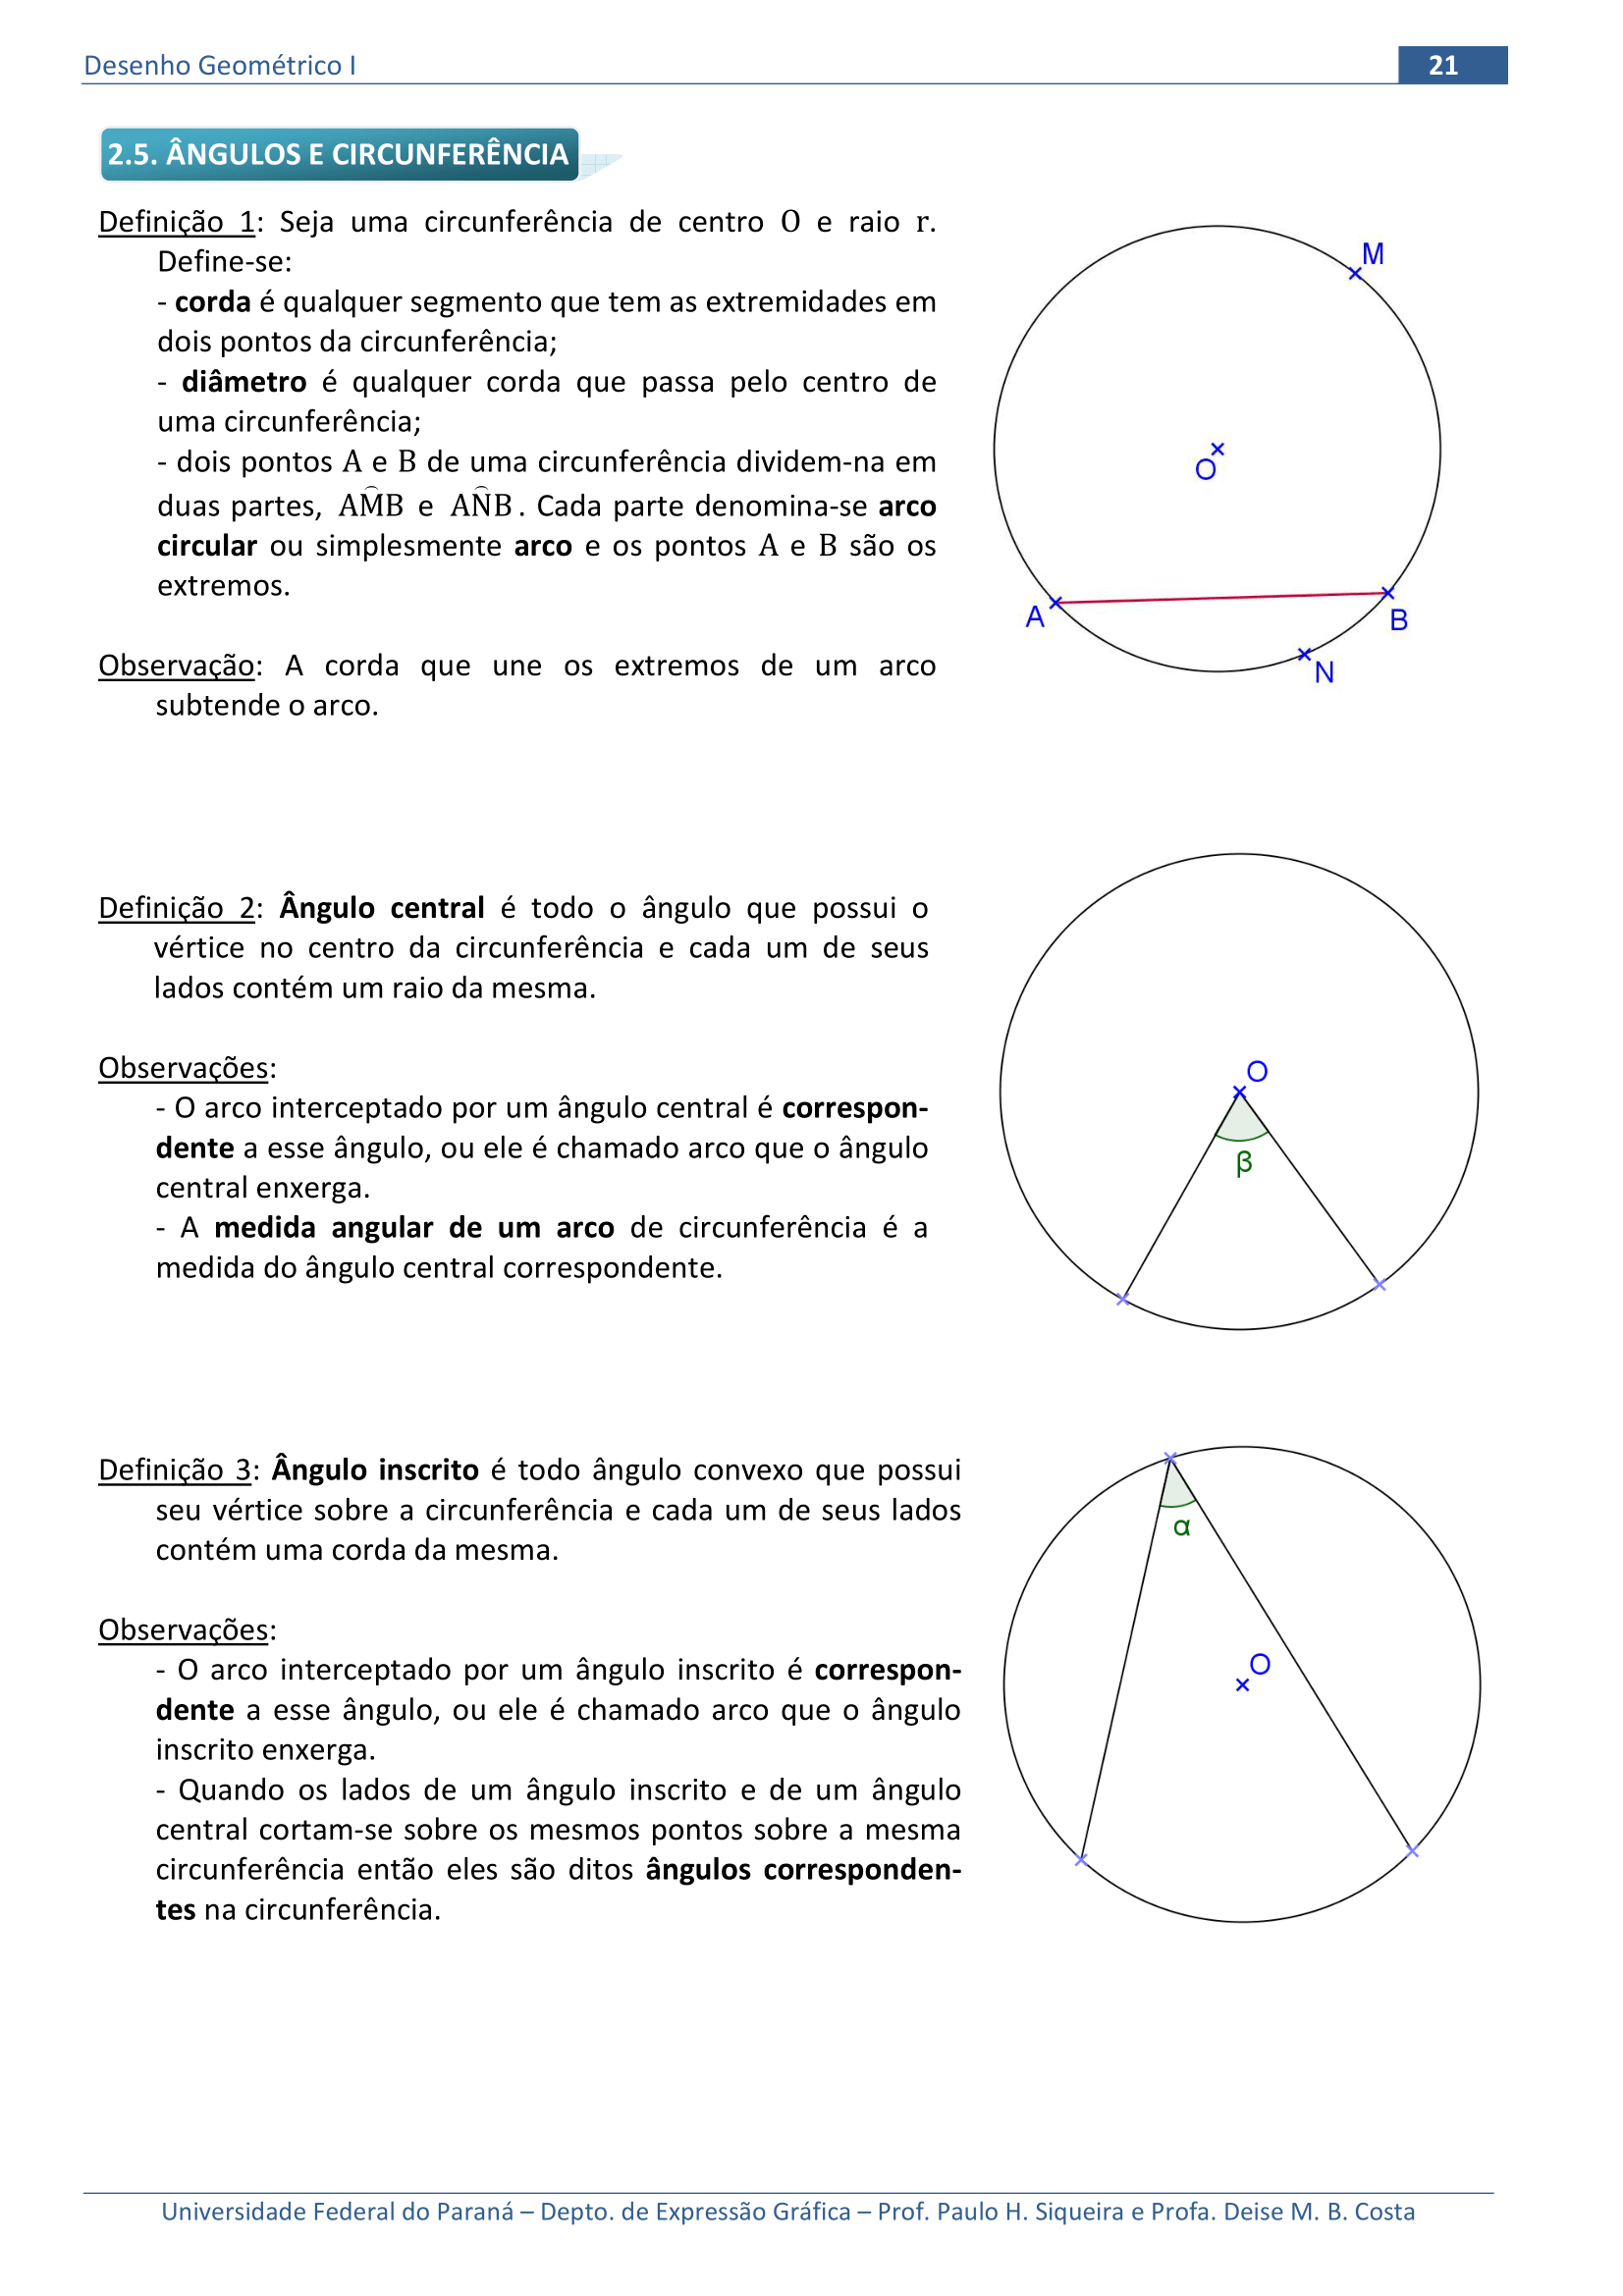 Desenho Geométrico I
21
2.5. ÂNGULOS E CIRCUNFERÊNCIA
Definição 1: Seja uma circunferência de centro O e raio r.
Define-se:
- corda é qualquer segmento que tem as extremidades em
dois pontos da circunferência;
- diâmetro é qualquer corda que passa pelo centro de
uma circunferência;
- dois pontos A e B de uma circunferência dividem-na em
duas partes, AM̂B e AN̂B. Cada parte denomina-se arco
circular ou simplesmente arco e os pontos A e B são os
extremos.
Observação: A corda que une os extremos de um arco
subtende o arco.
M
O
A
B
N
Definição 2: Ângulo central é todo o ângulo que possui o
vértice no centro da circunferência e cada um de seus
lados contém um raio da mesma.
Observações:
- O arco interceptado por um ângulo central é correspon-
dente a esse ângulo, ou ele é chamado arco que o ângulo
central enxerga.
- A medida angular de um arco de circunferência é a
medida do ângulo central correspondente.
O
β
Definição 3: Ângulo inscrito é todo ângulo convexo que possui
seu vértice sobre a circunferência e cada um de seus lados
contém uma corda da mesma.
Observações:
- O arco interceptado por um ângulo inscrito é correspon-
dente a esse ângulo, ou ele é chamado arco que o ângulo
inscrito enxerga.
- Quando os lados de um ângulo inscrito e de um ângulo
central cortam-se sobre os mesmos pontos sobre a mesma
circunferência então eles são ditos ângulos corresponden-
tes na circunferência.
α
O
Universidade Federal do Paraná – Depto. de Expressão Gráfica – Prof. Paulo H. Siqueira e Profa. Deise M. B. Costa